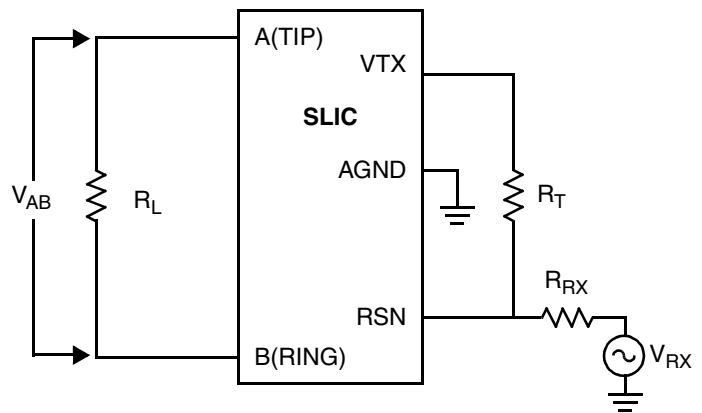 A(TIP)
VTX
SLIC
AGND
V_AB
R_L
R_T
R_RX
RSN
V_RX
B(RING)